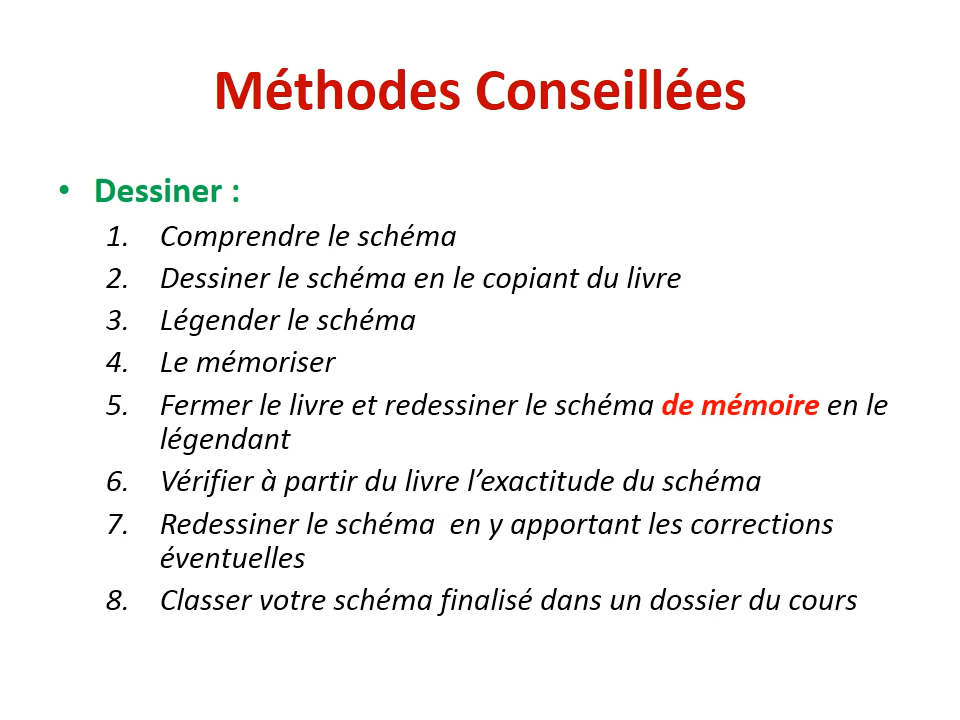 Méthodes Conseillées
• Dessiner :
1. Comprendre le schéma
2. Dessiner le schéma en le copiant du livre
3. Légender le schéma
4. Le mémoriser
5. Fermer le livre et redessiner le schéma de mémoire en le
légendant
6. Vérifier à partir du livre l’exactitude du schéma
7. Redessiner le schéma  en y apportant les corrections
éventuelles
8. Classer votre schéma finalisé dans un dossier du cours